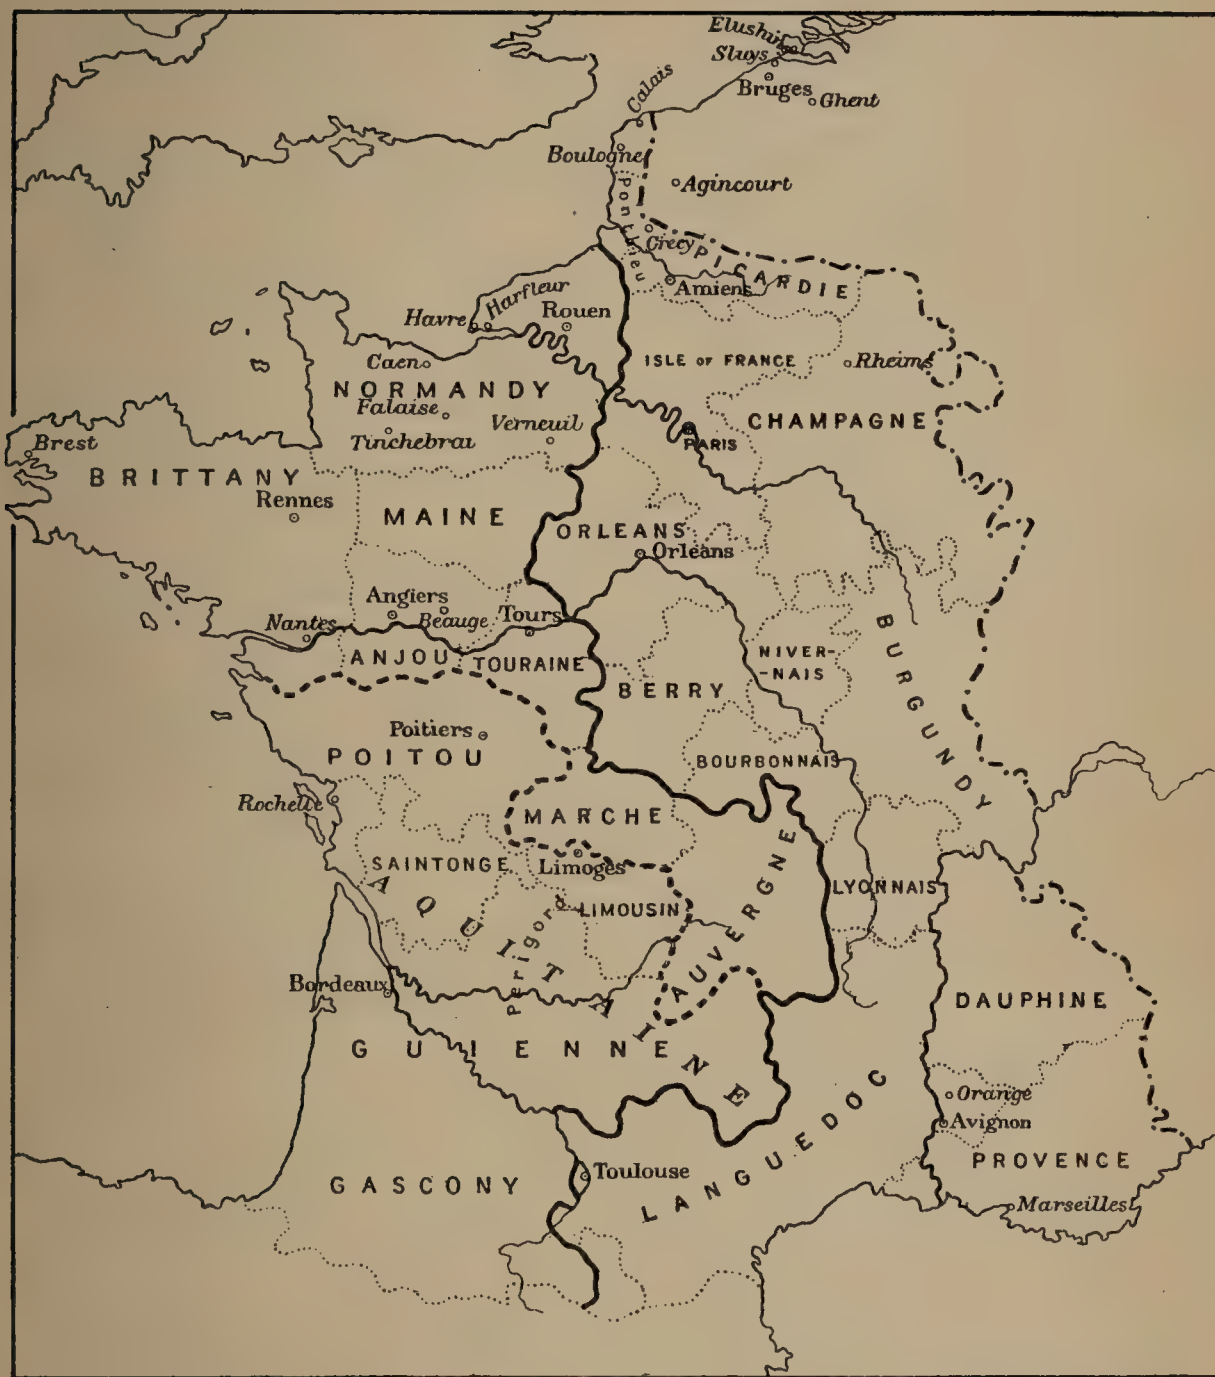 Elushing
Sluys
Bruges
Ghent
Calais
Boulogne
Agincourt
Ponthieu
Crecy
PICARDIE
Amiens
Harfleur
Havre
Rouen
Caen
ISLE OF FRANCE
Rheims
NORMANDY
Falaise
Verneuil
Tinchebrai
CHAMPAGNE
PARIS
Brest
BRITTANY
Rennes
MAINE
ORLEANS
Orleans
Angiers
Beauge
Tours
Nantes
ANJOU
TOURAINE
BERRY
NIVER-
-NAIS
BURGUNDY
Poitiers
POITOU
BOURBONNAIS
Rochelle
MARCHE
SAINTONGE
Limoges
LIMOUSIN
AUVERGNE
LYONNAIS
AQUITAINE
Perigord
Bordeaux
GUIENNE
DAUPHINE
Orange
Avignon
LANGUEDOC
Toulouse
GASCONY
PROVENCE
Marseilles